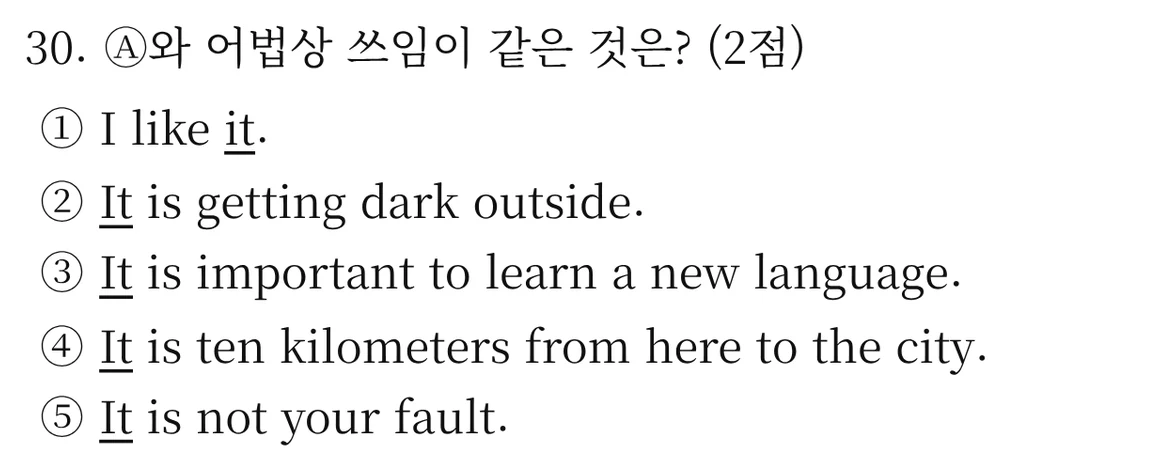 30. Ⓐ와 어법상 쓰임이 같은 것은? (2점)
① I like it.
② It is getting dark outside.
③ It is important to learn a new language.
④ It is ten kilometers from here to the city.
⑤ It is not your fault.